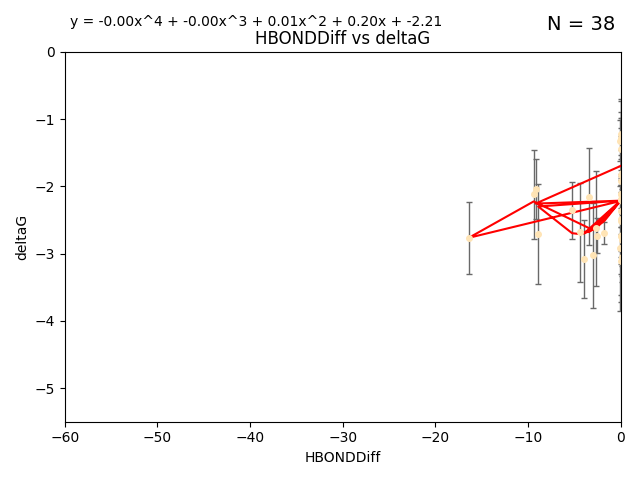 y = -0.00x^4 + -0.00x^3 + 0.01x^2 + 0.20x + -2.21
N = 38
HBONDDiff vs deltaG
0
−1
−2
−3
−4
−5
deltaG
−60
−50
−40
−30
−20
−10
0
HBONDDiff